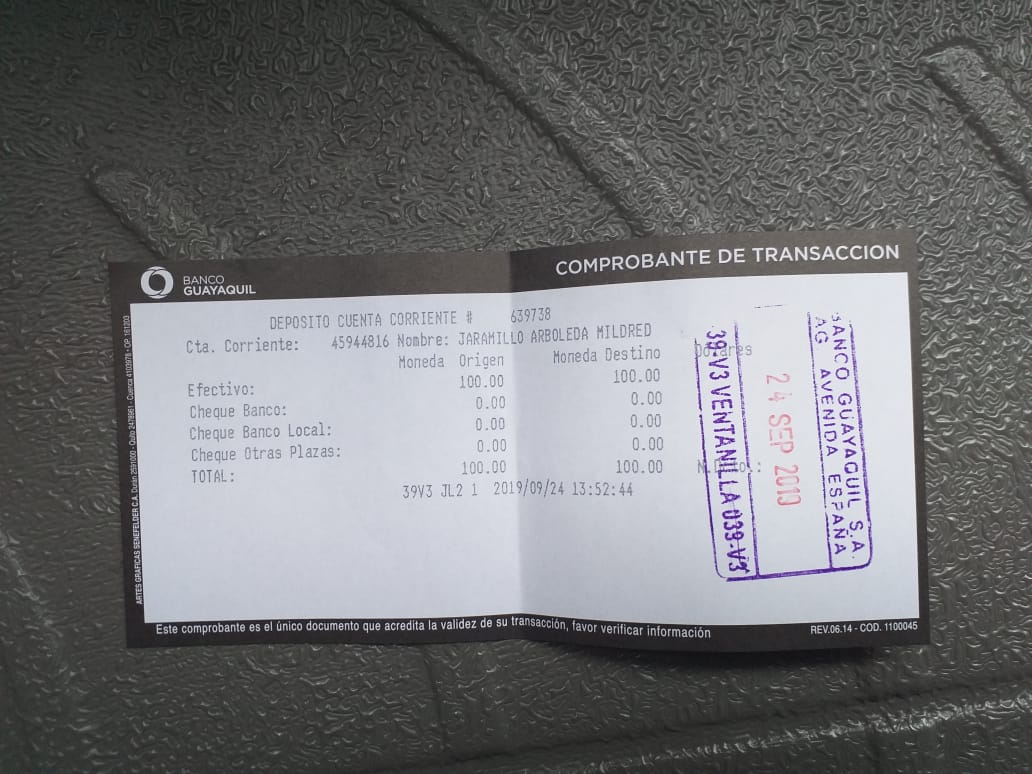 BANCO
GUAYAQUIL
COMPROBANTE DE TRANSACCION
DEPOSITO CUENTA CORRIENTE # 639738
Cta. Corriente: 45944816 Nombre: JARAMILLO ARBOLEDA MILDRED
Moneda Origen Moneda Destino Dolares
Efectivo: 100.00 100.00
Cheque Banco: 0.00 0.00
Cheque Banco Local: 0.00 0.00
Cheque Otras Plazas: 0.00 0.00
TOTAL: 100.00 100.00
39V3 JL2 1 2019/09/24 13:52:44
BANCO GUAYAQUIL S.A.
AG AVENIDA ESPAÑA
24 SEP 2019
39-V3 VENTANILLA 039-V3
Este comprobante es el único documento que acredita la validez de su transacción, favor verificar información
REV.06.14 - COD. 1100045
ARTES GRAFICAS SENEFELDER C.A.